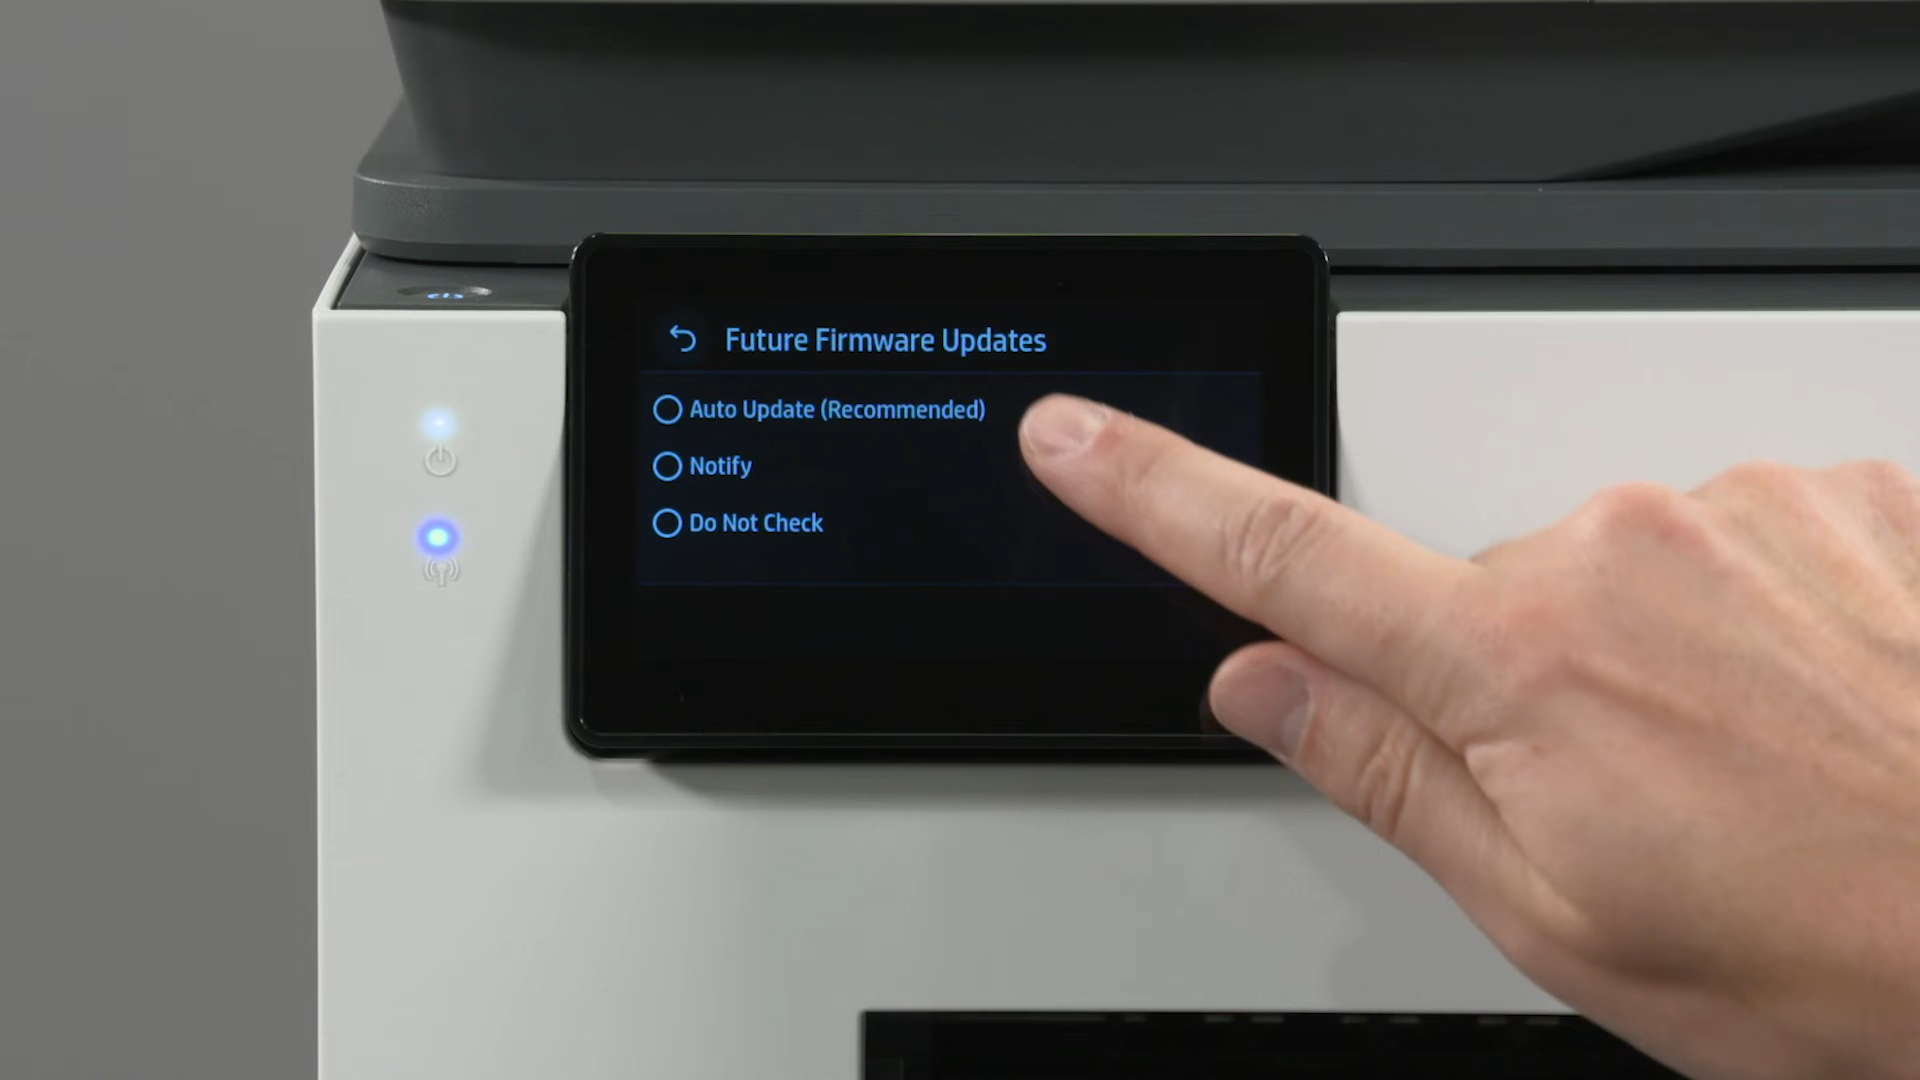 Future Firmware Updates
Auto Update (Recommended)
Notify
Do Not Check